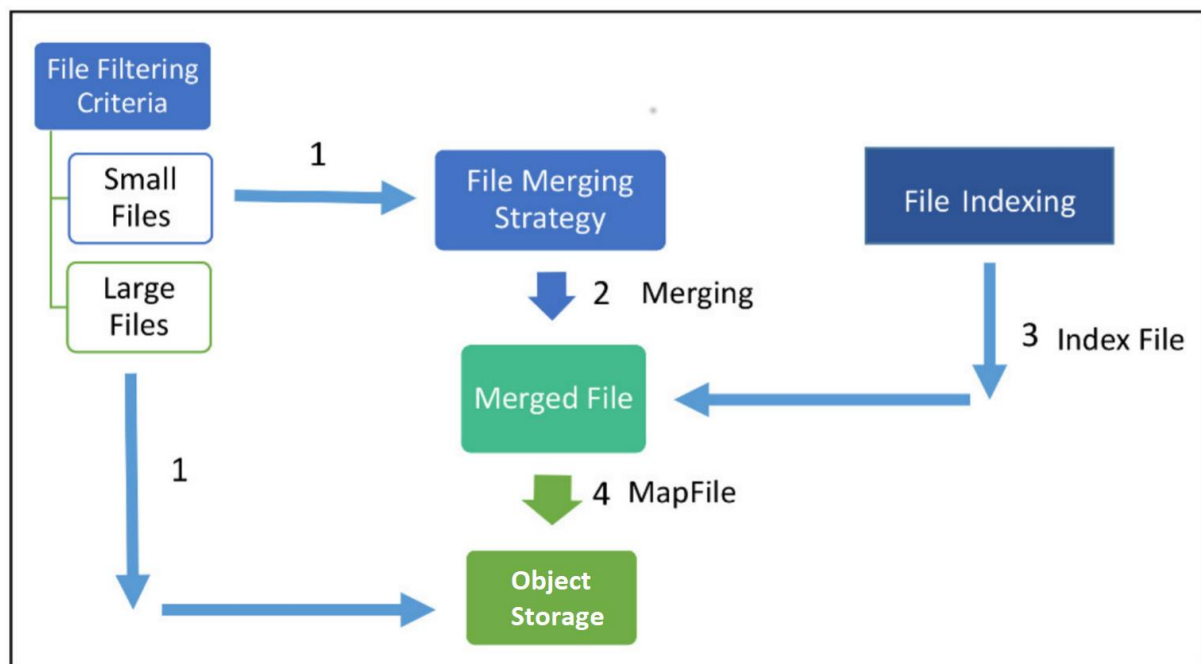 File Filtering
Criteria
Small
Files
Large
Files
1
File Merging
Strategy
File Indexing
2 Merging
3 Index File
Merged File
1
4 MapFile
Object
Storage